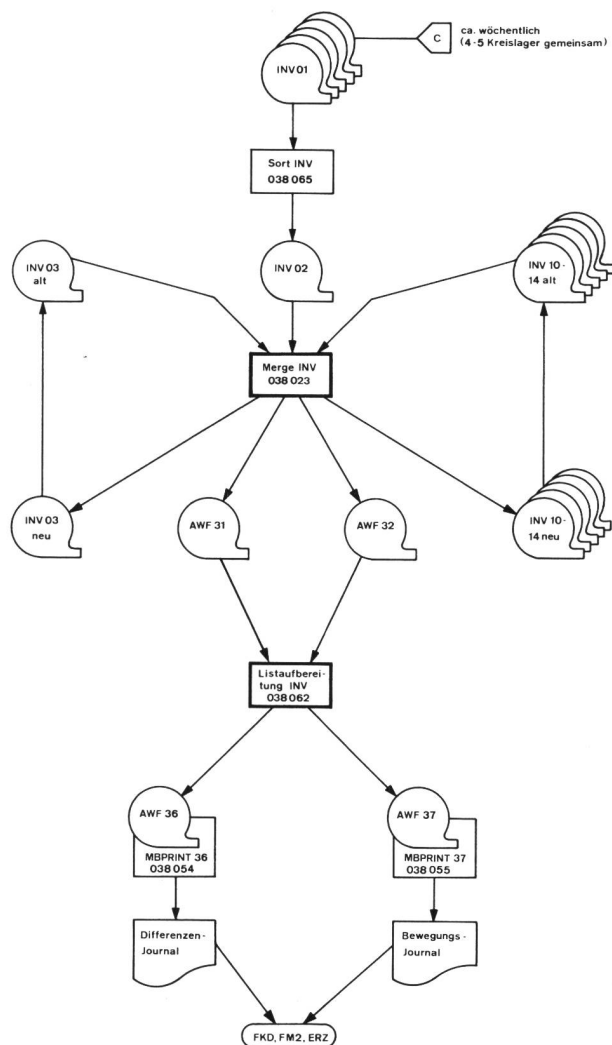 C
ca. wöchentlich
(4-5 Kreislager gemeinsam)
INV 01
Sort INV
038 065
INV 03
alt
INV 02
INV 10-
14 alt
Merge INV
038 023
INV 03
neu
AWF 31
AWF 32
INV 10-
14 neu
Listaufberei-
tung INV
038 062
AWF 36
MBPRINT 36
038 054
AWF 37
MBPRINT 37
038 055
Differenzen-
Journal
Bewegungs-
Journal
FKD, FM2, ERZ